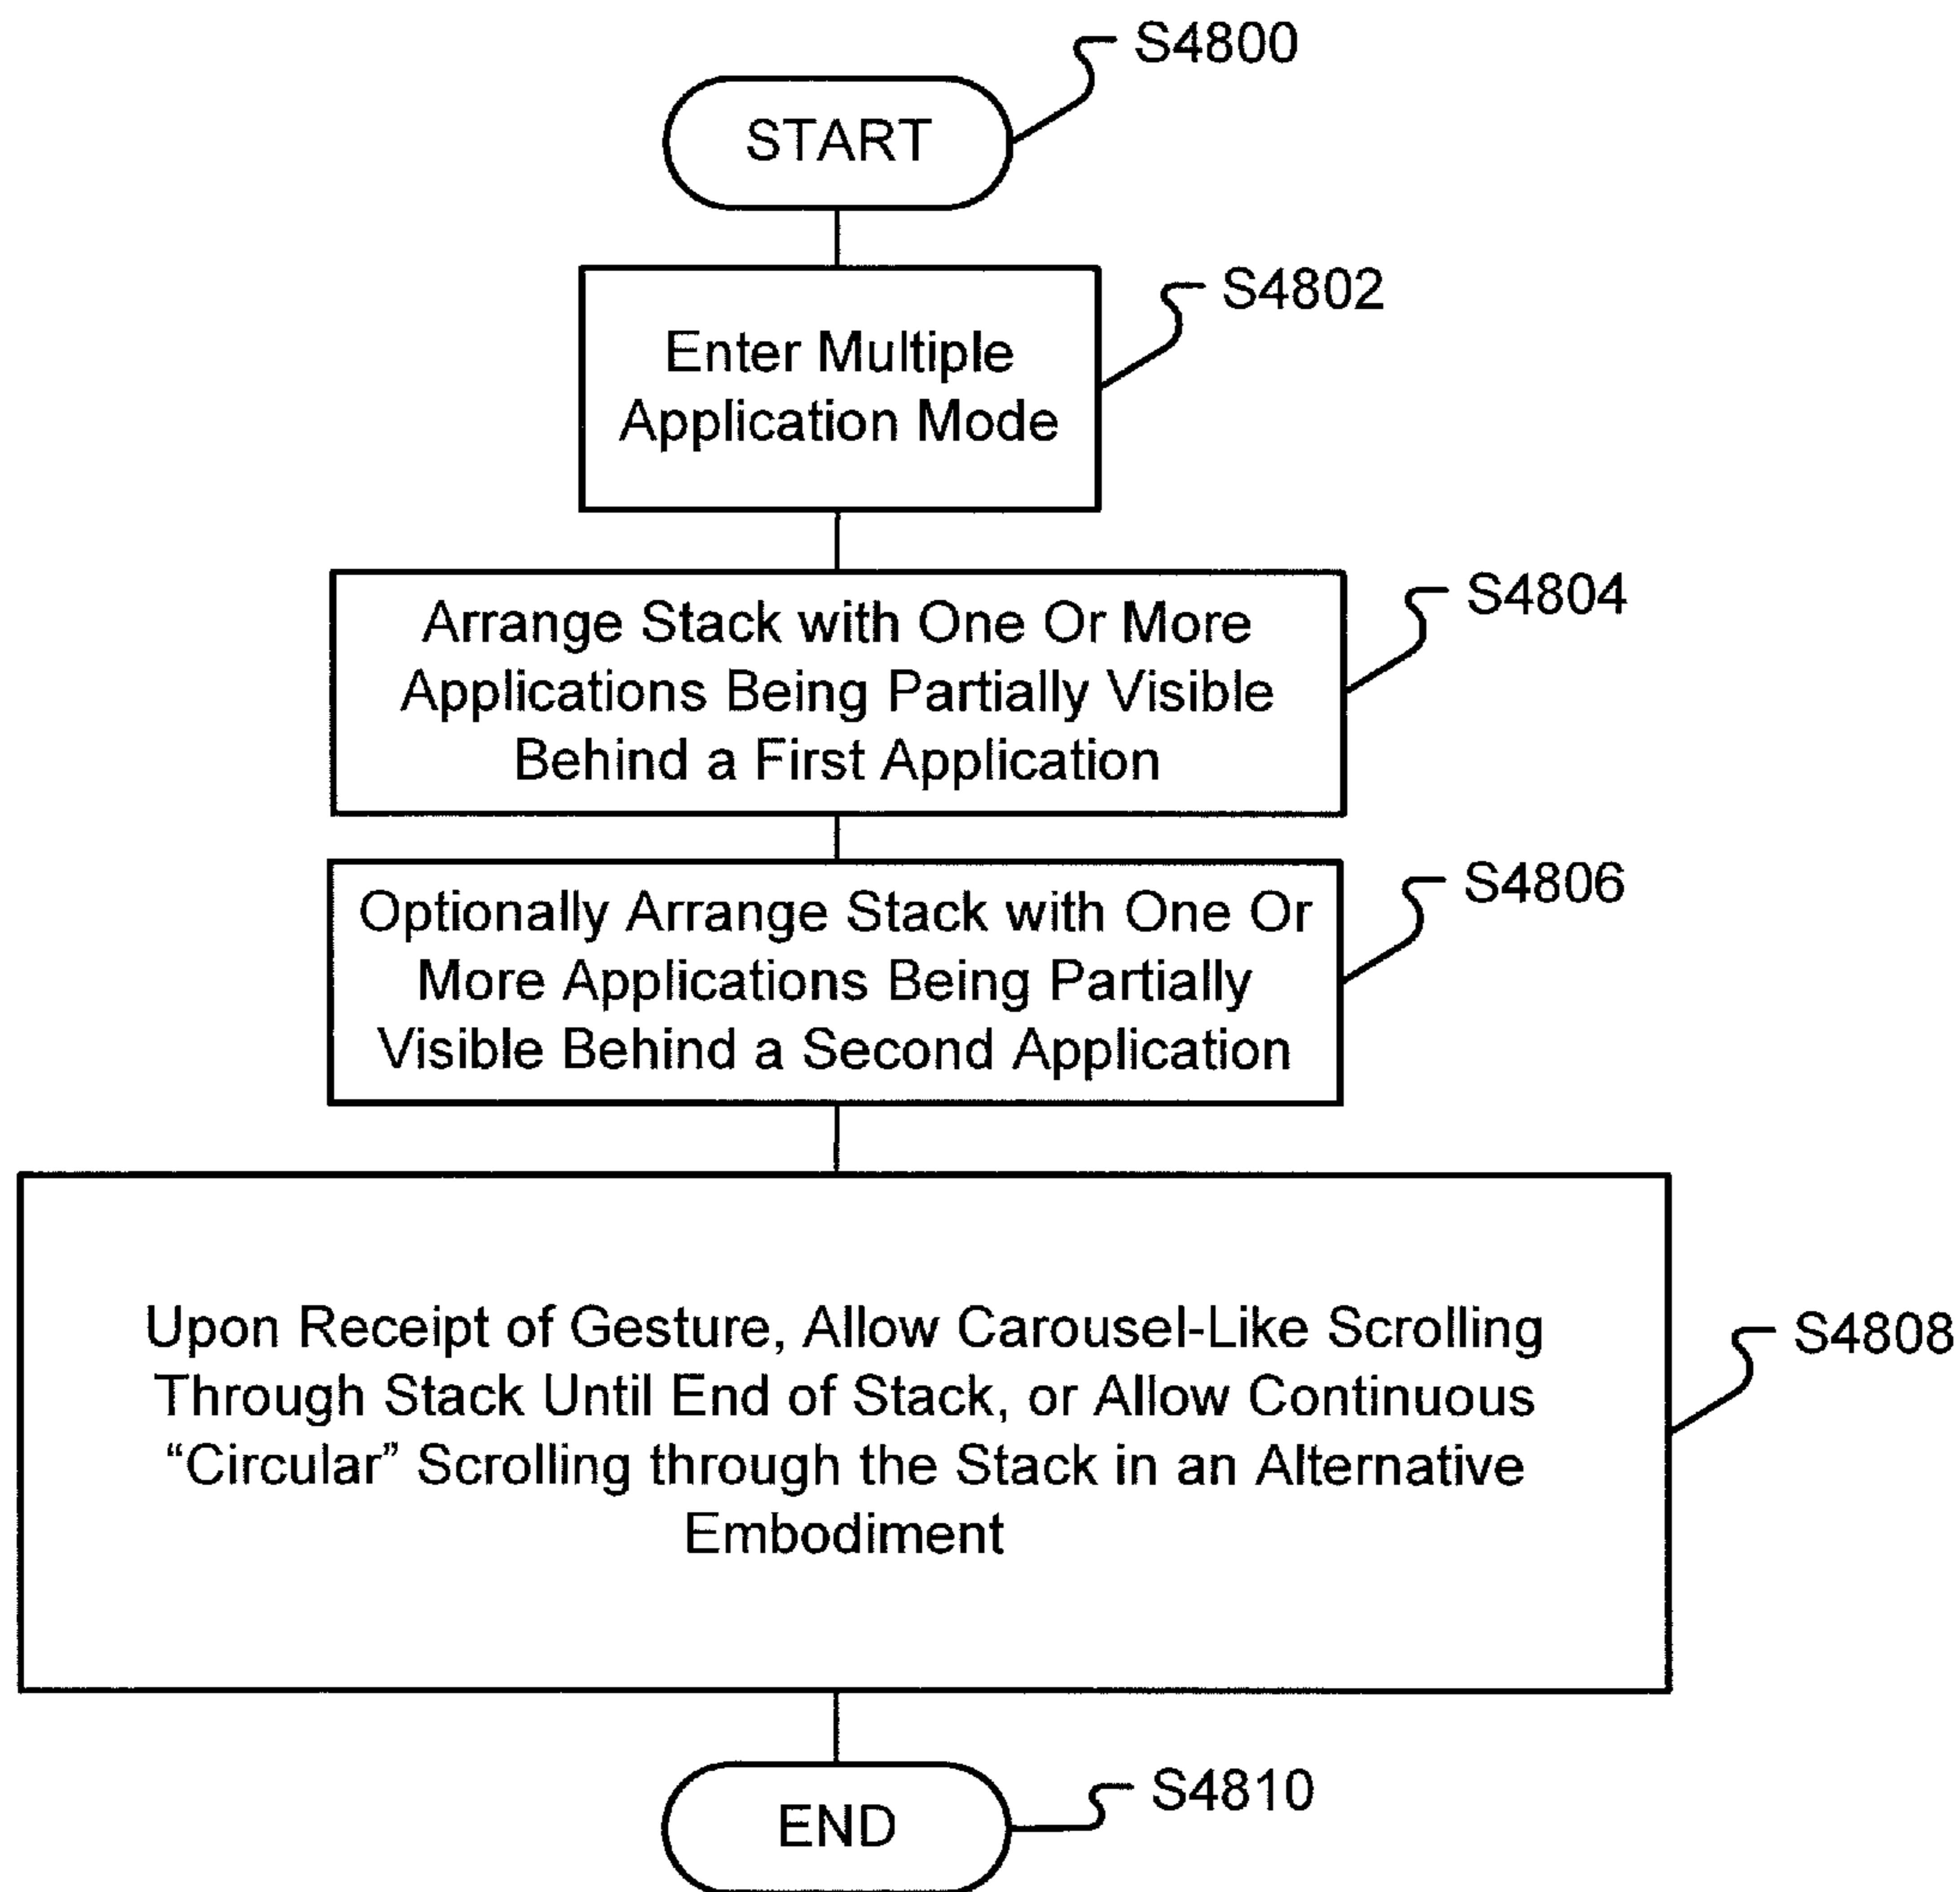 S4800
START
S4802
Enter Multiple
Application Mode
S4804
Arrange Stack with One Or More
Applications Being Partially Visible
Behind a First Application
S4806
Optionally Arrange Stack with One Or
More Applications Being Partially
Visible Behind a Second Application
S4808
Upon Receipt of Gesture, Allow Carousel-Like Scrolling
Through Stack Until End of Stack, or Allow Continuous
“Circular” Scrolling through the Stack in an Alternative
Embodiment
S4810
END